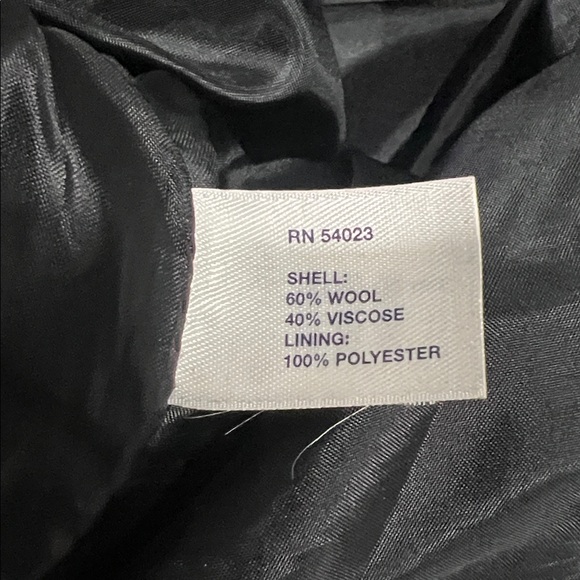 RN 54023
SHELL:
60% WOOL
40% VISCOSE
LINING:
100% POLYESTER